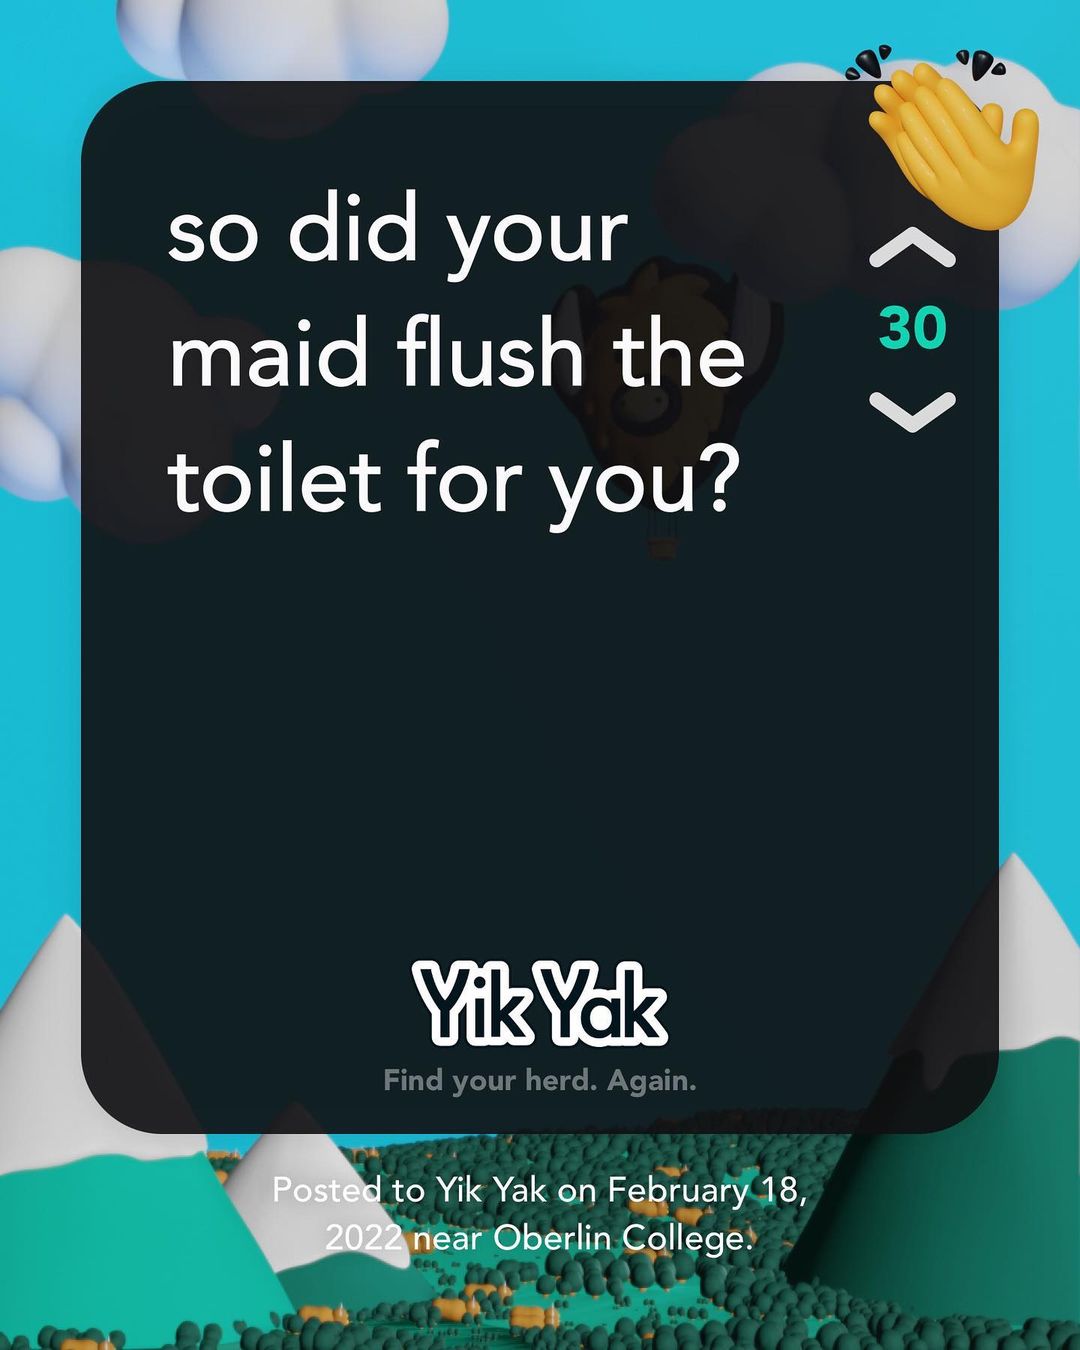 so did your
maid flush the
toilet for you?
30
Yik Yak
Find your herd. Again.
Posted to Yik Yak on February 18,
2022 near Oberlin College.